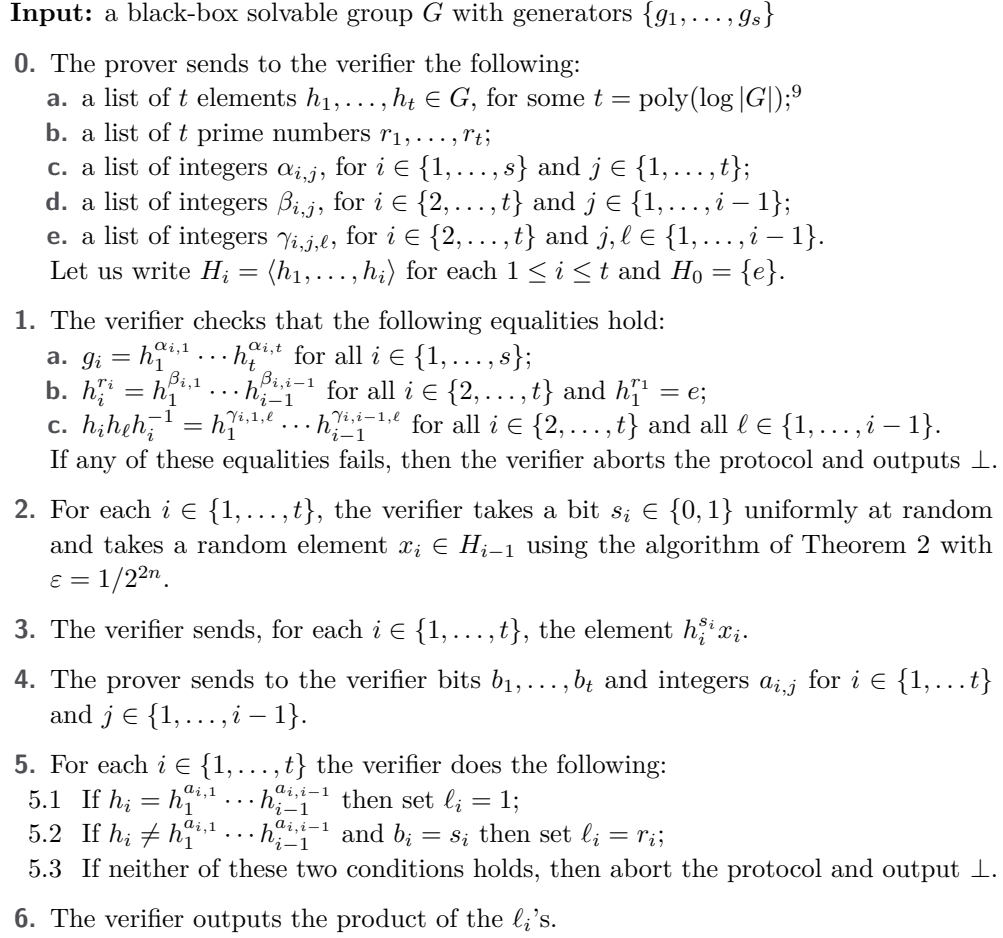 Input: a black-box solvable group G with generators {g₁, . . . , gₛ}
0. The prover sends to the verifier the following:
a. a list of t elements h₁, . . . , hₜ ∈ G, for some t = poly(log |G|);⁹
b. a list of t prime numbers r₁, . . . , rₜ;
c. a list of integers α_{i,j}, for i ∈ {1, . . . , s} and j ∈ {1, . . . , t};
d. a list of integers β_{i,j}, for i ∈ {2, . . . , t} and j ∈ {1, . . . , i − 1};
e. a list of integers γ_{i,j,ℓ}, for i ∈ {2, . . . , t} and j, ℓ ∈ {1, . . . , i − 1}.
Let us write H_i = ⟨h₁, . . . , h_i⟩ for each 1 ≤ i ≤ t and H₀ = {e}.
1. The verifier checks that the following equalities hold:
a. g_i = h_1^{α_{i,1}} · · · h_t^{α_{i,t}} for all i ∈ {1, . . . , s};
b. h_i^{r_i} = h_1^{β_{i,1}} · · · h_{i−1}^{β_{i,i−1}} for all i ∈ {2, . . . , t} and h_1^{r_1} = e;
c. h_i h_ℓ h_i^{−1} = h_1^{γ_{i,1,ℓ}} · · · h_{i−1}^{γ_{i,i−1,ℓ}} for all i ∈ {2, . . . , t} and all ℓ ∈ {1, . . . , i − 1}.
If any of these equalities fails, then the verifier aborts the protocol and outputs ⊥.
2. For each i ∈ {1, . . . , t}, the verifier takes a bit s_i ∈ {0, 1} uniformly at random
and takes a random element x_i ∈ H_{i−1} using the algorithm of Theorem 2 with
ε = 1/2^{2n}.
3. The verifier sends, for each i ∈ {1, . . . , t}, the element h_i^{s_i} x_i.
4. The prover sends to the verifier bits b₁, . . . , bₜ and integers a_{i,j} for i ∈ {1, . . . t}
and j ∈ {1, . . . , i − 1}.
5. For each i ∈ {1, . . . , t} the verifier does the following:
5.1 If h_i = h_1^{a_{i,1}} · · · h_{i−1}^{a_{i,i−1}} then set ℓ_i = 1;
5.2 If h_i ≠ h_1^{a_{i,1}} · · · h_{i−1}^{a_{i,i−1}} and b_i = s_i then set ℓ_i = r_i;
5.3 If neither of these two conditions holds, then abort the protocol and output ⊥.
6. The verifier outputs the product of the ℓ_i's.